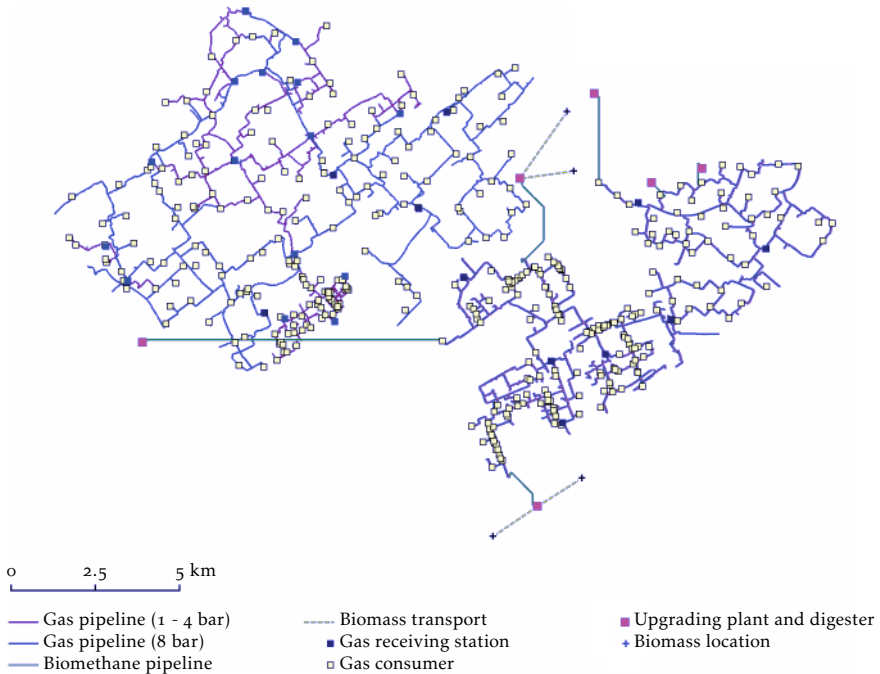 0 2.5 5 km
Gas pipeline (1 - 4 bar)
Gas pipeline (8 bar)
Biomethane pipeline
Biomass transport
Gas receiving station
Gas consumer
Upgrading plant and digester
Biomass location